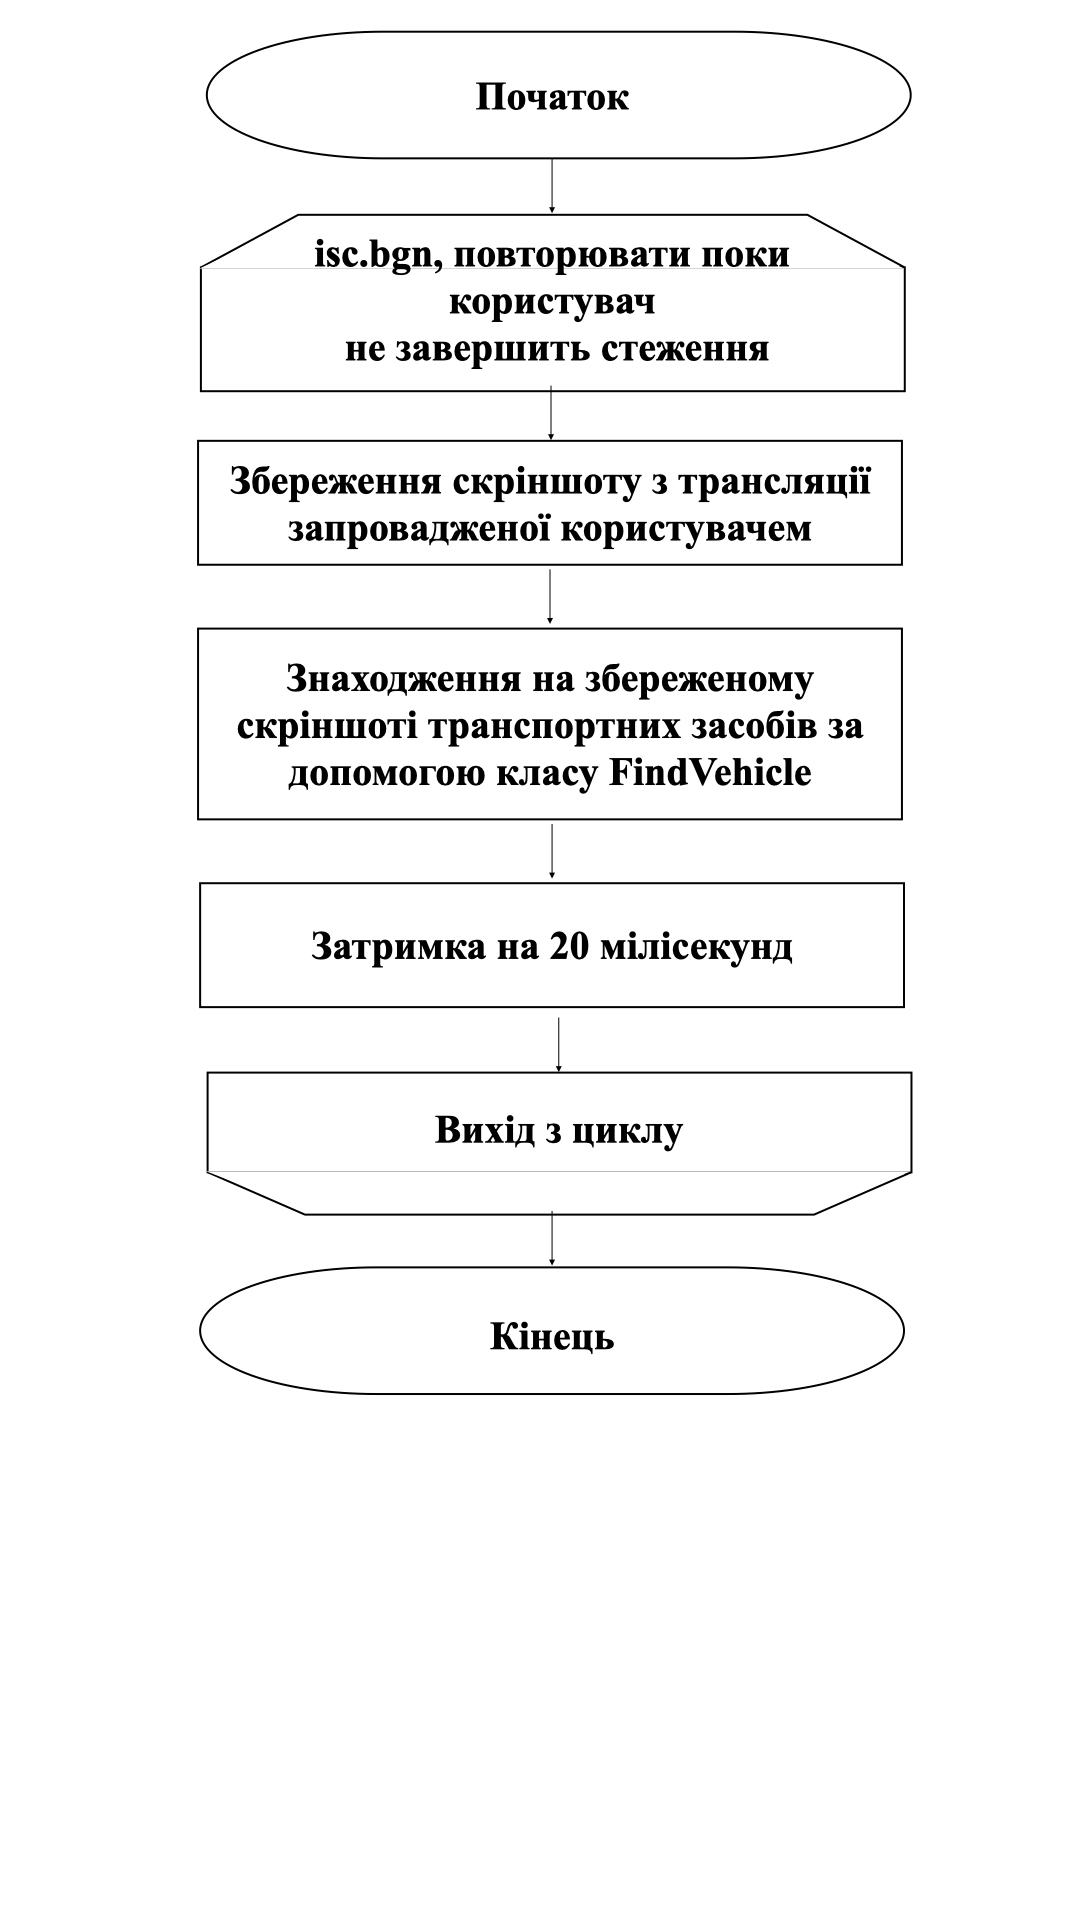 Початок
isc.bgn, повторювати поки
користувач
не завершить стеження
Збереження скріншоту з трансляції
запровадженої користувачем
Знаходження на збереженому
скріншоті транспортних засобів за
допомогою класу FindVehicle
Затримка на 20 мілісекунд
Вихід з циклу
Кінець